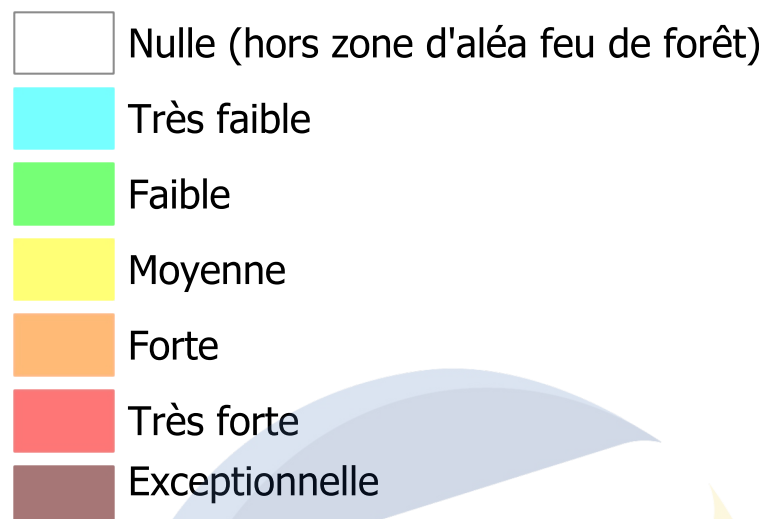 Nulle (hors zone d'aléa feu de forêt)
Très faible
Faible
Moyenne
Forte
Très forte
Exceptionnelle